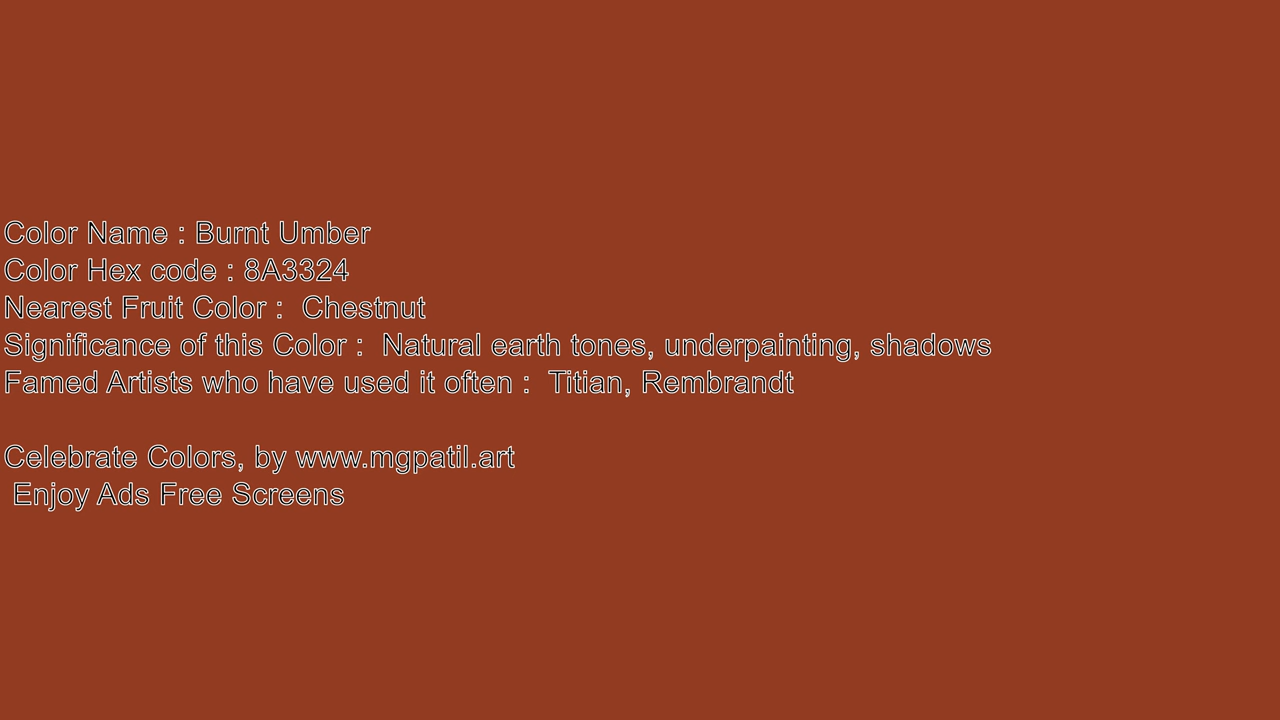 Color Name : Burnt Umber
Color Hex code : 8A3324
Nearest Fruit Color :  Chestnut
Significance of this Color :  Natural earth tones, underpainting, shadows
Famed Artists who have used it often :  Titian, Rembrandt
Celebrate Colors, by www.mgpatil.art
Enjoy Ads Free Screens